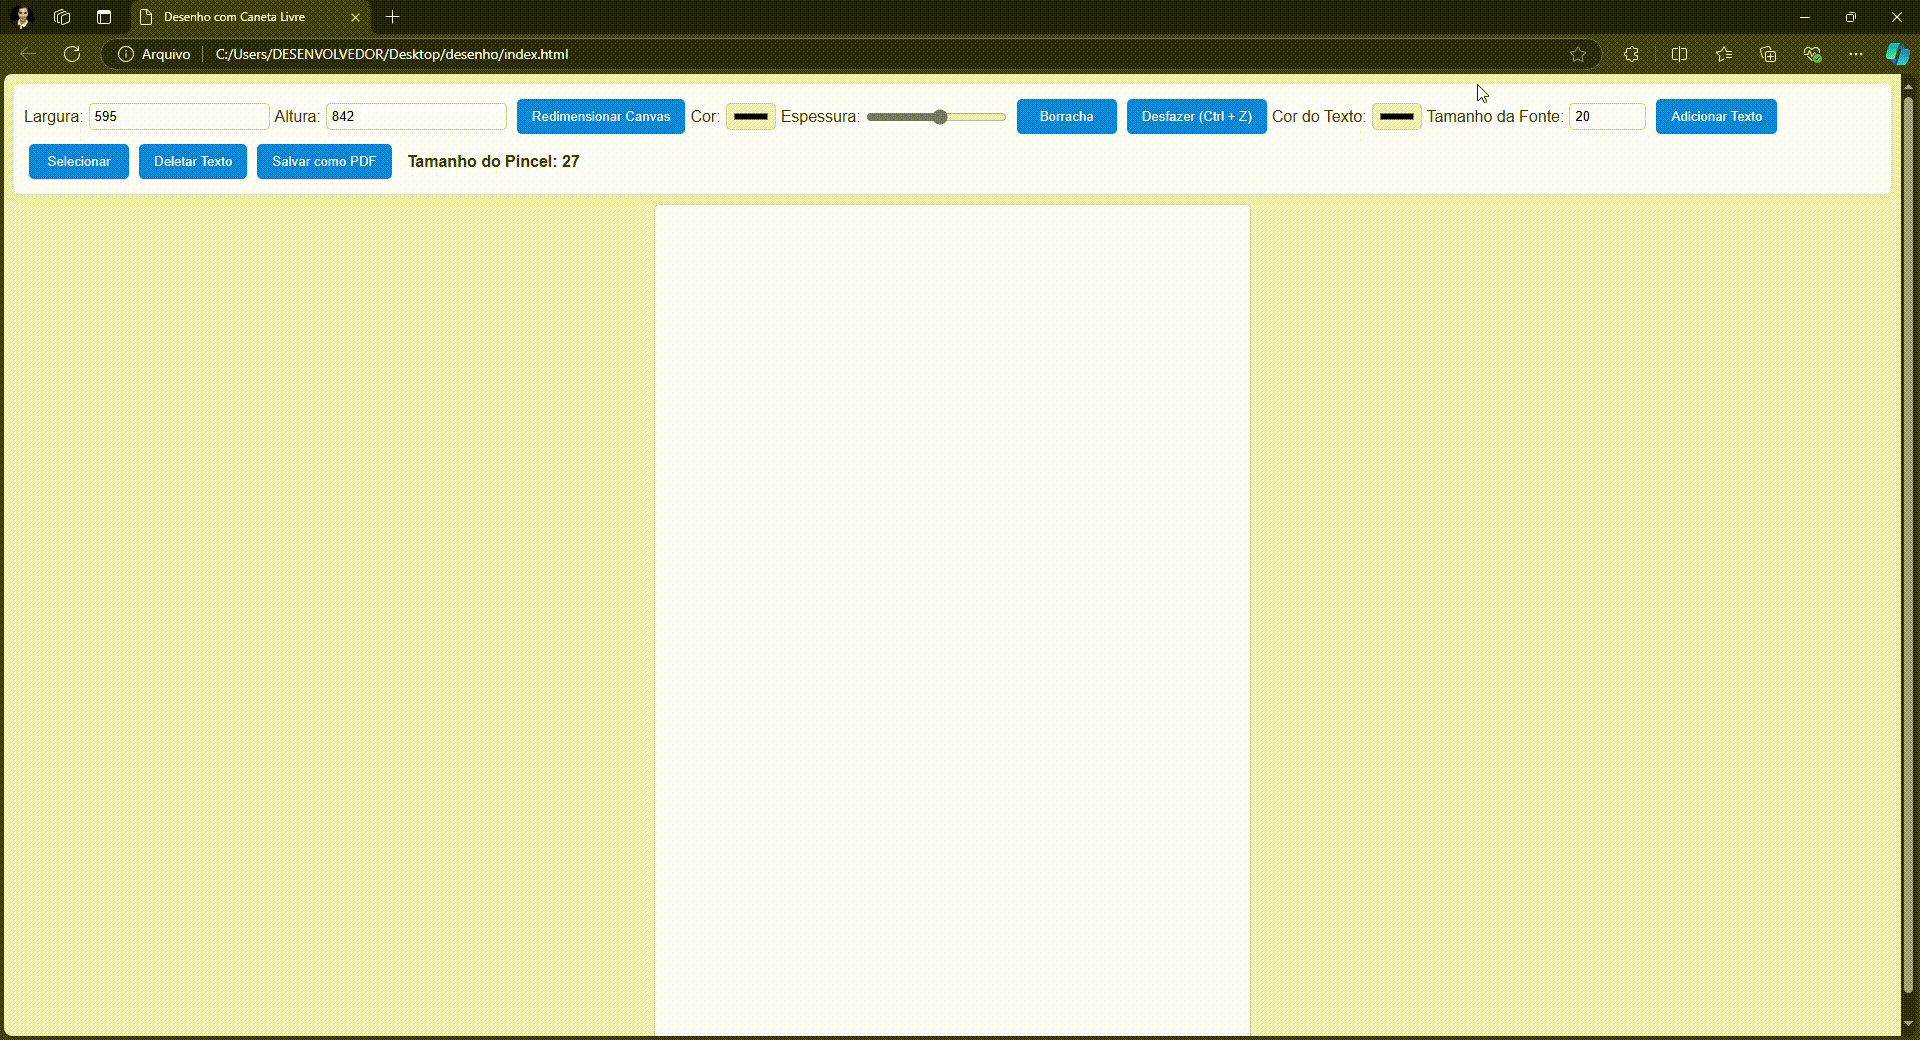 Desenho com Caneta Livre
Arquivo C:/Users/DESENVOLVEDOR/Desktop/desenho/index.html
Largura: 595 Altura: 842 Redimensionar Canvas Cor: Espessura: Borracha Desfazer (Ctrl + Z) Cor do Texto: Tamanho da Fonte: 20 Adicionar Texto
Selecionar Deletar Texto Salvar como PDF Tamanho do Pincel: 27